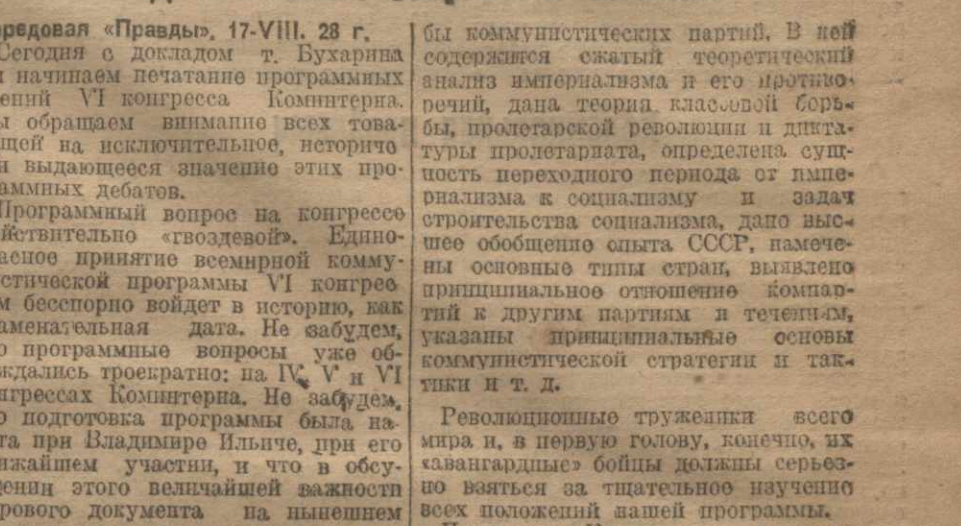 редовая «Правды». 17-VIII. 28 г.
Сегодня с докладом т. Бухарина
начинаем печатание программных
ений VI конгресса Коминтерна.
ы обращаем внимание всех това-
щей на исключительное, историче
и выдающееся значение этих про-
аммных дебатов.
Программный вопрос на конгрессе
йствительно «гвоздевой». Едино-
асное принятие всемирной комму-
стической программы VI конгрес
м бесспорно войдет в историю, как
аменательная дата. Не забудем,
о программные вопросы уже об-
ждались троекратно: на IV, V и VI
нгрессах Коминтерна. Не забудем,
о подготовка программы была на-
та при Владимире Ильиче, при его
ижайшем участии, и что в обсу-
дении этого величайшей важности
рового документа на нынешнем
бы коммунистических партий. В ней
содержится сжатый теоретический
анализ империализма и его противо-
речий, дана теория классовой борь-
бы, пролетарской революции и дикта-
туры пролетариата, определена сущ-
ность переходного периода от импе-
риализма к социализму и задач
строительства социализма, дано выс-
шее обобщение опыта СССР, намече-
ны основные типы стран, выявлено
принципиальное отношение компар-
тий к другим партиям и течениям,
указаны принципиальные основы
коммунистической стратегии и так-
тики и т. д.
Революционные труженики всего
мира и, в первую голову, конечно, их
«авангардные» бойцы должны серьез-
но взяться за тщательное изучение
всех положений нашей программы.